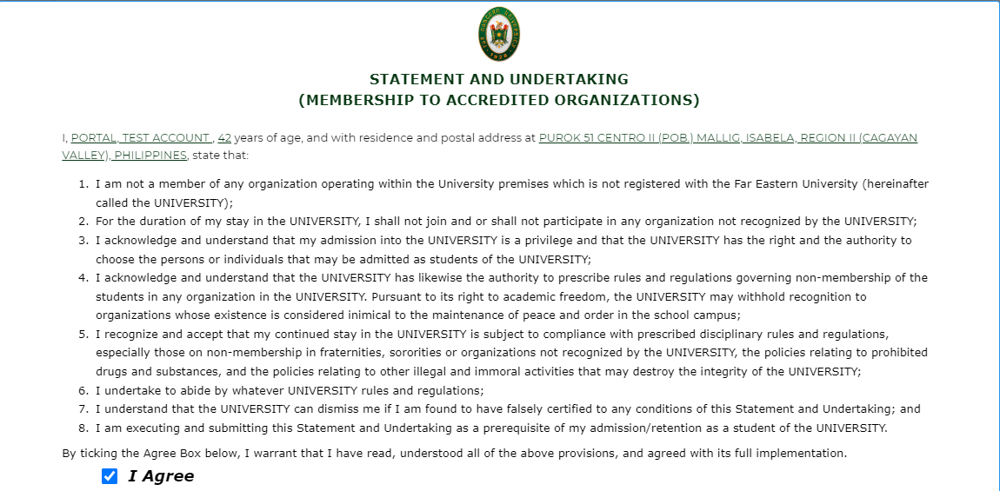 FAR EASTERN UNIVERSITY
1928
STATEMENT AND UNDERTAKING
(MEMBERSHIP TO ACCREDITED ORGANIZATIONS)
I, PORTAL, TEST ACCOUNT , 42 years of age, and with residence and postal address at PUROK 51 CENTRO II (POB.) MALLIG, ISABELA, REGION II (CAGAYAN
VALLEY), PHILIPPINES, state that:
1. I am not a member of any organization operating within the University premises which is not registered with the Far Eastern University (hereinafter
called the UNIVERSITY);
2. For the duration of my stay in the UNIVERSITY, I shall not join and or shall not participate in any organization not recognized by the UNIVERSITY;
3. I acknowledge and understand that my admission into the UNIVERSITY is a privilege and that the UNIVERSITY has the right and the authority to
choose the persons or individuals that may be admitted as students of the UNIVERSITY;
4. I acknowledge and understand that the UNIVERSITY has likewise the authority to prescribe rules and regulations governing non-membership of the
students in any organization in the UNIVERSITY. Pursuant to its right to academic freedom, the UNIVERSITY may withhold recognition to
organizations whose existence is considered inimical to the maintenance of peace and order in the school campus;
5. I recognize and accept that my continued stay in the UNIVERSITY is subject to compliance with prescribed disciplinary rules and regulations,
especially those on non-membership in fraternities, sororities or organizations not recognized by the UNIVERSITY, the policies relating to prohibited
drugs and substances, and the policies relating to other illegal and immoral activities that may destroy the integrity of the UNIVERSITY;
6. I undertake to abide by whatever UNIVERSITY rules and regulations;
7. I understand that the UNIVERSITY can dismiss me if I am found to have falsely certified to any conditions of this Statement and Undertaking; and
8. I am executing and submitting this Statement and Undertaking as a prerequisite of my admission/retention as a student of the UNIVERSITY.
By ticking the Agree Box below, I warrant that I have read, understood all of the above provisions, and agreed with its full implementation.
I Agree